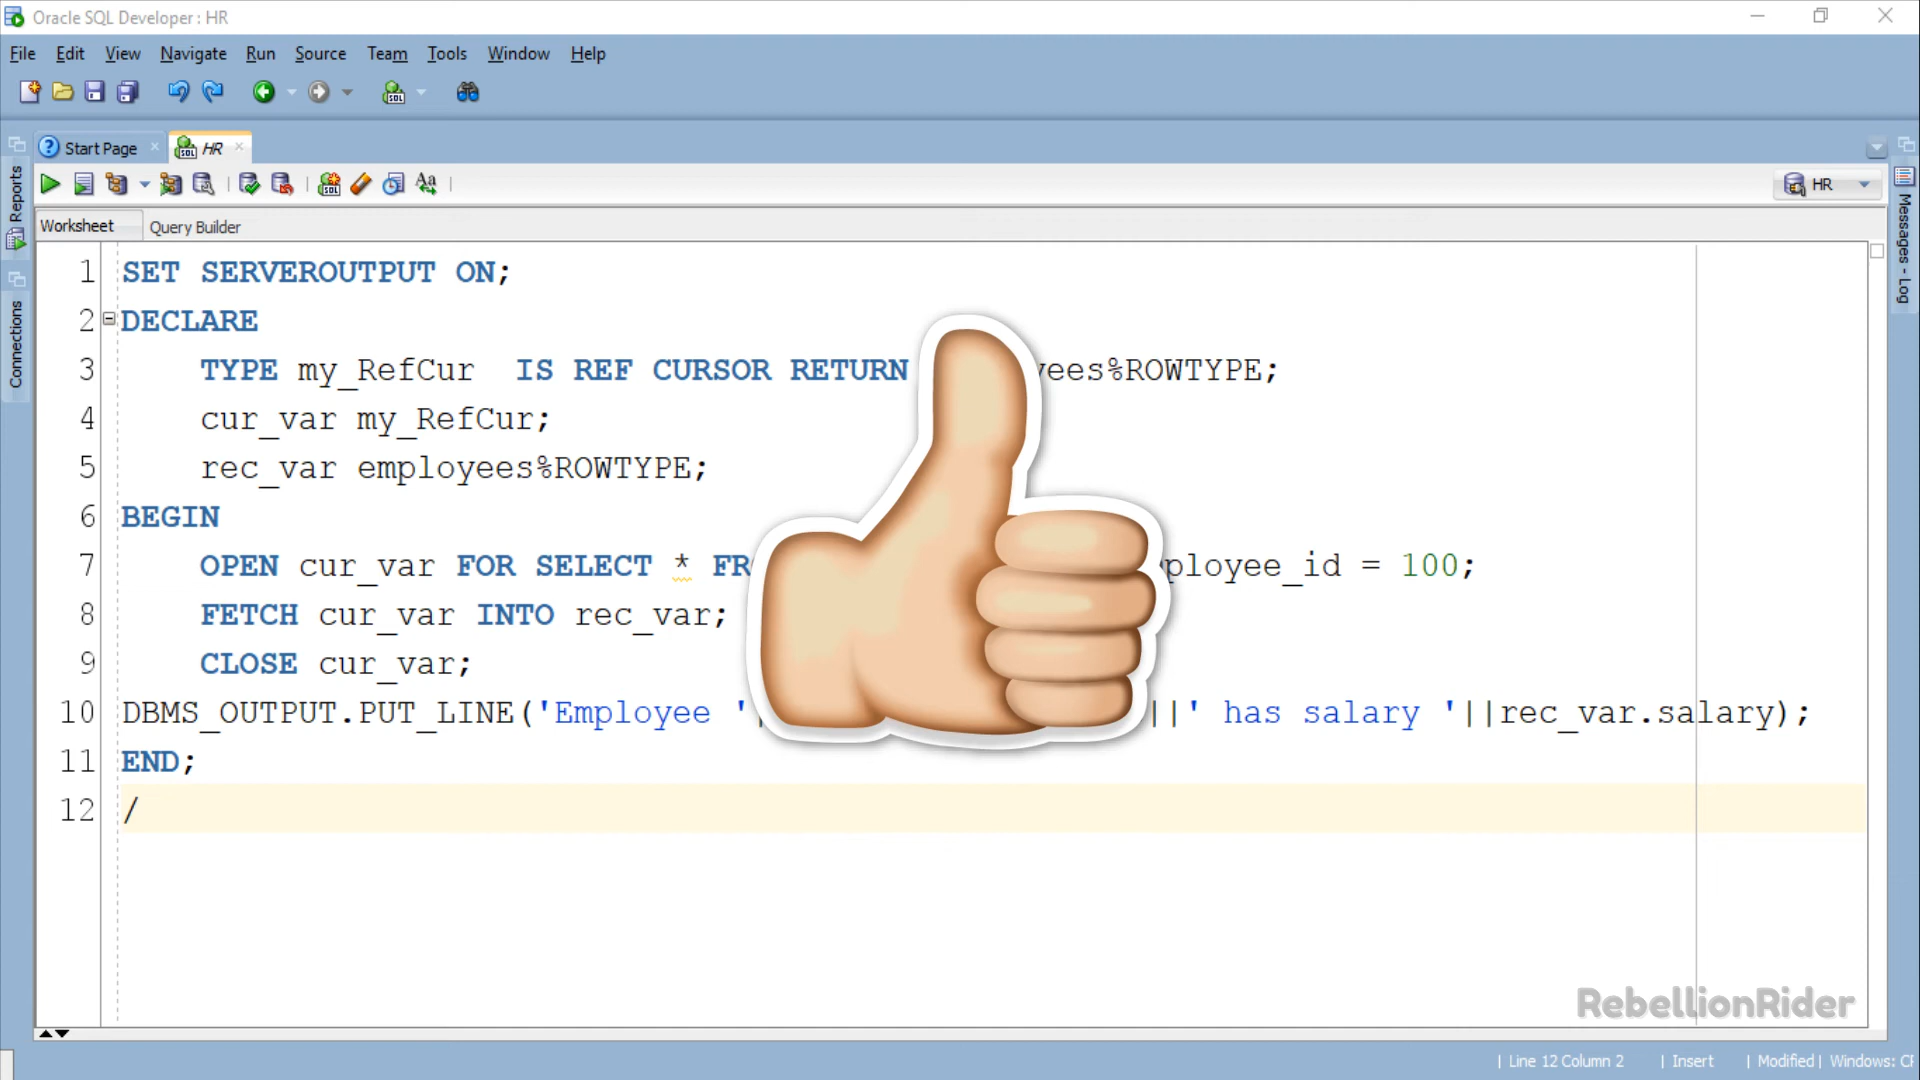 Oracle SQL Developer : HR
File Edit View Navigate Run Source Team Tools Window Help
Start Page HR
HR
Reports
Connections
Messages - Log
Worksheet Query Builder
1 SET SERVEROUTPUT ON;
2 DECLARE
3 TYPE my_RefCur IS REF CURSOR RETURN yees%ROWTYPE;
4 cur_var my_RefCur;
5 rec_var employees%ROWTYPE;
6 BEGIN
7 OPEN cur_var FOR SELECT * FR ployee_id = 100;
8 FETCH cur_var INTO rec_var;
9 CLOSE cur_var;
10 DBMS_OUTPUT.PUT_LINE('Employee '| ||' has salary '||rec_var.salary);
11 END;
12 /
RebellionRider
| Line 12 Column 2 | Insert | Modified | Windows: CF